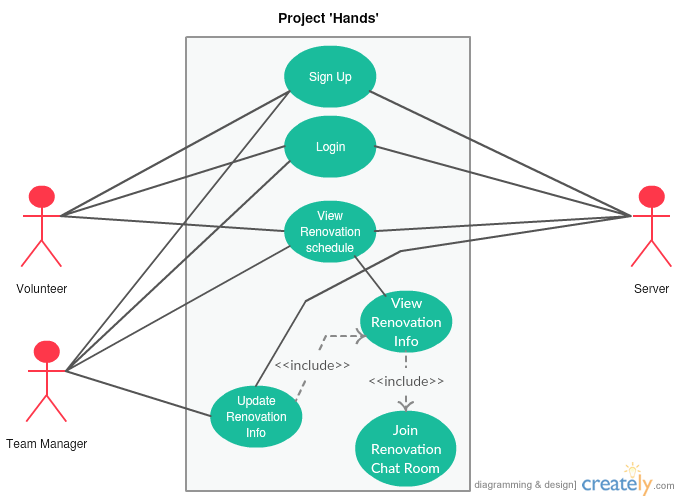 Project 'Hands'
Sign Up
Login
View
Renovation
schedule
Volunteer
Server
View
Renovation
Info
<<include>>
<<include>>
Update
Renovation
Info
Team Manager
Join
Renovation
Chat Room
diagramming & design]
creately.com